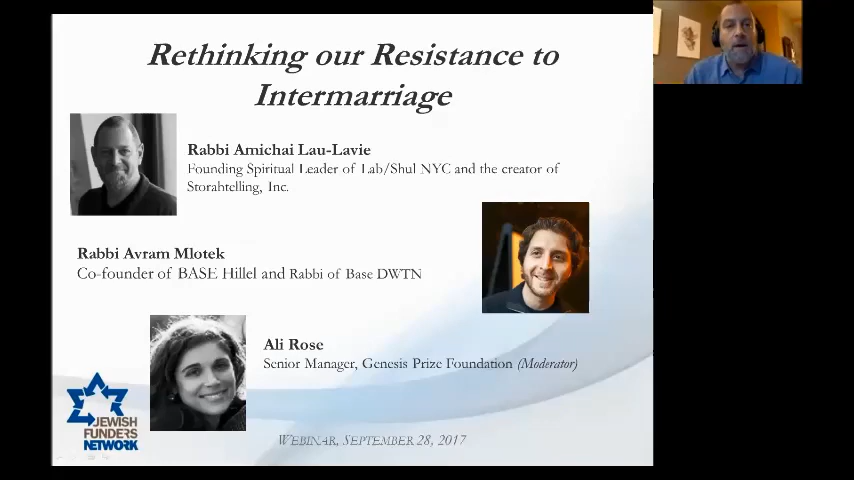 Rethinking our Resistance to
Intermarriage
Rabbi Amichai Lau-Lavie
Founding Spiritual Leader of Lab/Shul NYC and the creator of
Storahtelling, Inc.
Rabbi Avram Mlotek
Co-founder of BASE Hillel and Rabbi of Base DWTN
Ali Rose
Senior Manager, Genesis Prize Foundation (Moderator)
JEWISH
FUNDERS
NETWORK
WEBINAR, SEPTEMBER 28, 2017